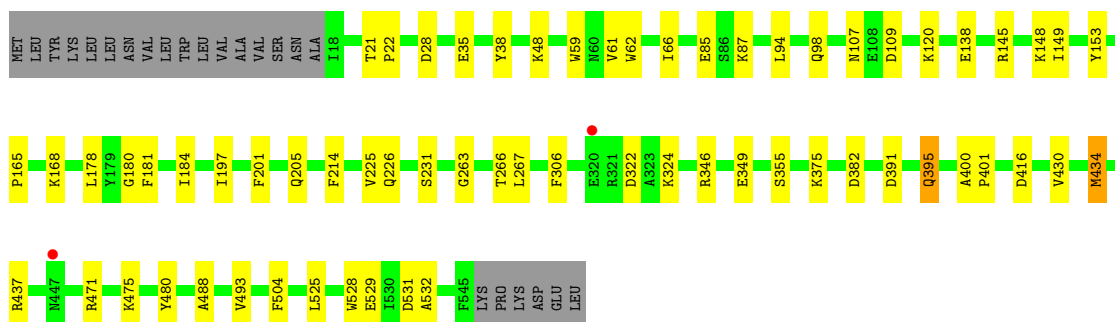 MET LEU TYR LYS LEU LEU ASN VAL LEU TRP LEU VAL ALA VAL SER ASN ALA I18 T21 P22 D28 E35 Y38 K48 W59 N60 V61 W62 I66 E85 S86 K87 L94 Q98 N107 E108 D109 K120 E138 R145 K148 I149 Y153
P165 K168 L178 Y179 G180 F181 I184 I197 F201 Q205 F214 V225 Q226 S231 G263 T266 L267 F306 E320 R321 D322 A323 K324 R346 E349 S355 K375 D382 D391 Q395 A400 P401 D416 V430 M434
R437 N447 R471 K475 Y480 A488 V493 F504 L525 W528 E529 I530 D531 A532 F545 LYS PRO LYS ASP GLU LEU